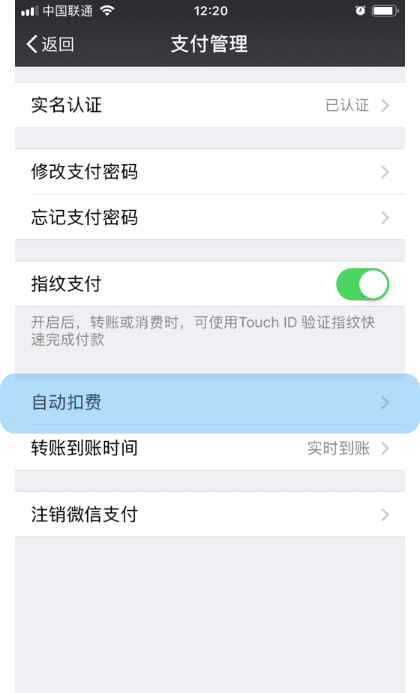 中国联通 12:20
返回 支付管理
实名认证 已认证
修改支付密码
忘记支付密码
指纹支付
开启后，转账或消费时，可使用Touch ID 验证指纹快
速完成付款
自动扣费
转账到账时间 实时到账
注销微信支付